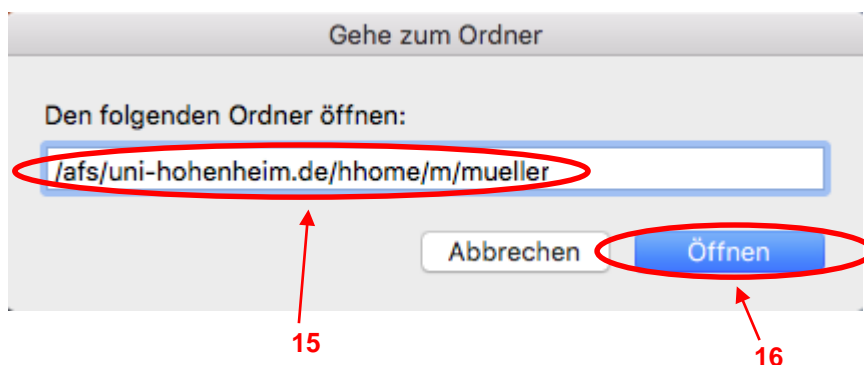 Gehe zum Ordner
Den folgenden Ordner öffnen:
/afs/uni-hohenheim.de/hhome/m/mueller
Abbrechen Öffnen
15
16